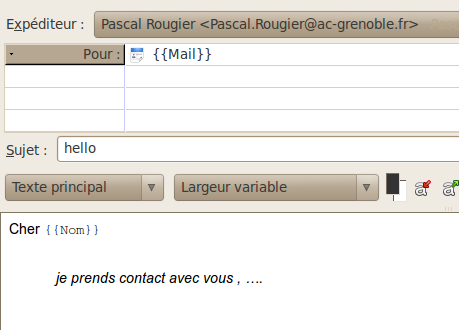 Expéditeur : Pascal Rougier <Pascal.Rougier@ac-grenoble.fr>
Pour : {{Mail}}
Sujet : hello
Texte principal Largeur variable a a
Cher {{Nom}}
je prends contact avec vous , ....